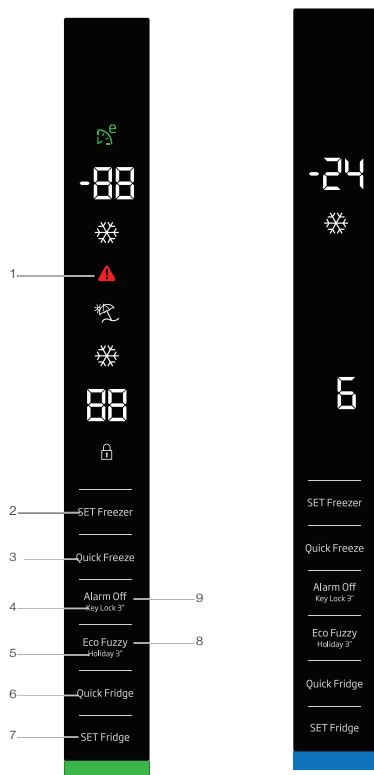 e
-88
1
88
2
SET Freezer
3
Quick Freeze
Alarm Off
9
4
Key Lock 3"
Eco Fuzzy
8
5
Holiday 3"
6
Quick Fridge
7
SET Fridge
-24
6
SET Freezer
Quick Freeze
Alarm Off
Key Lock 3"
Eco Fuzzy
Holiday 3"
Quick Fridge
SET Fridge